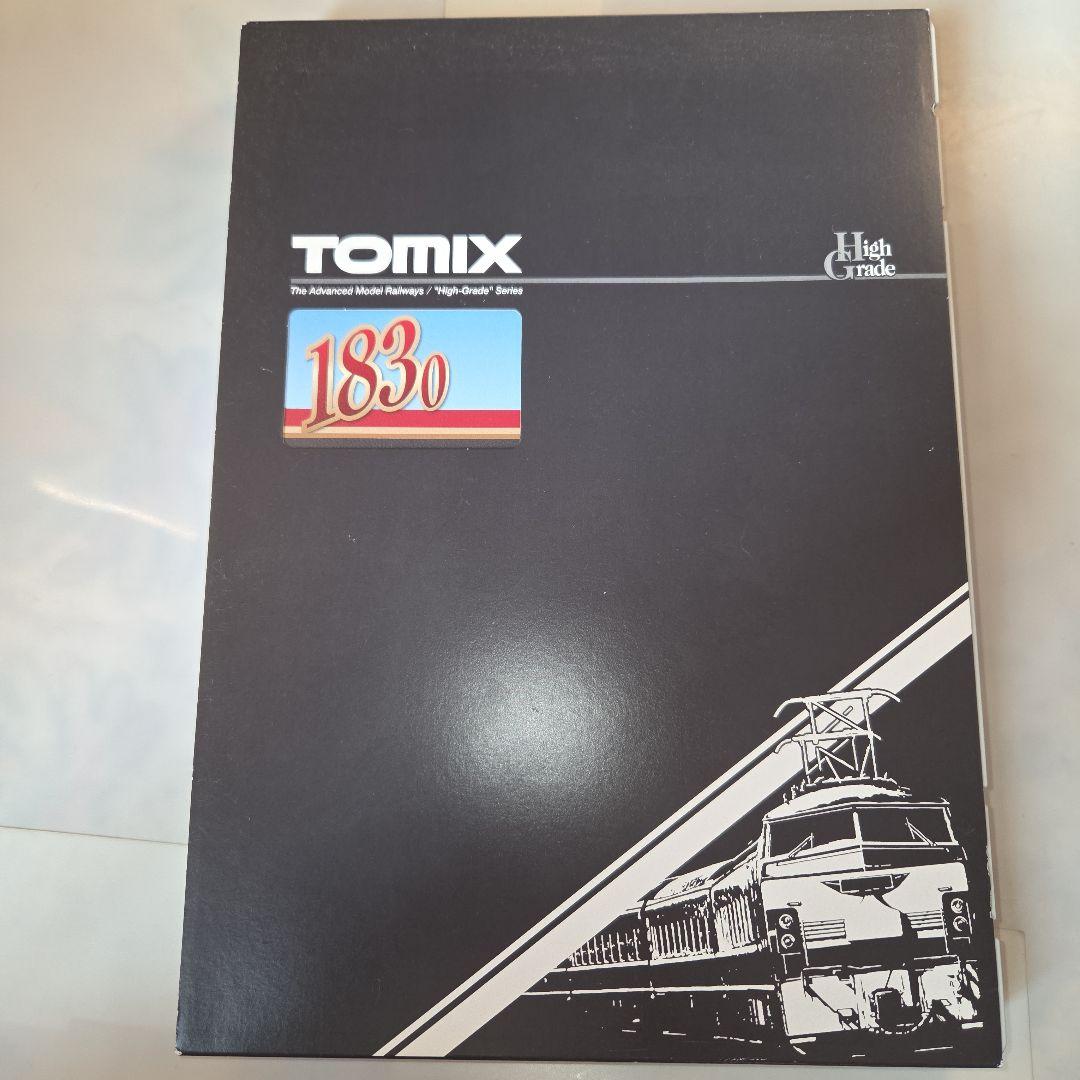 TOMIX
High
Grade
The Advanced Model Railways / "High-Grade" Series
1830